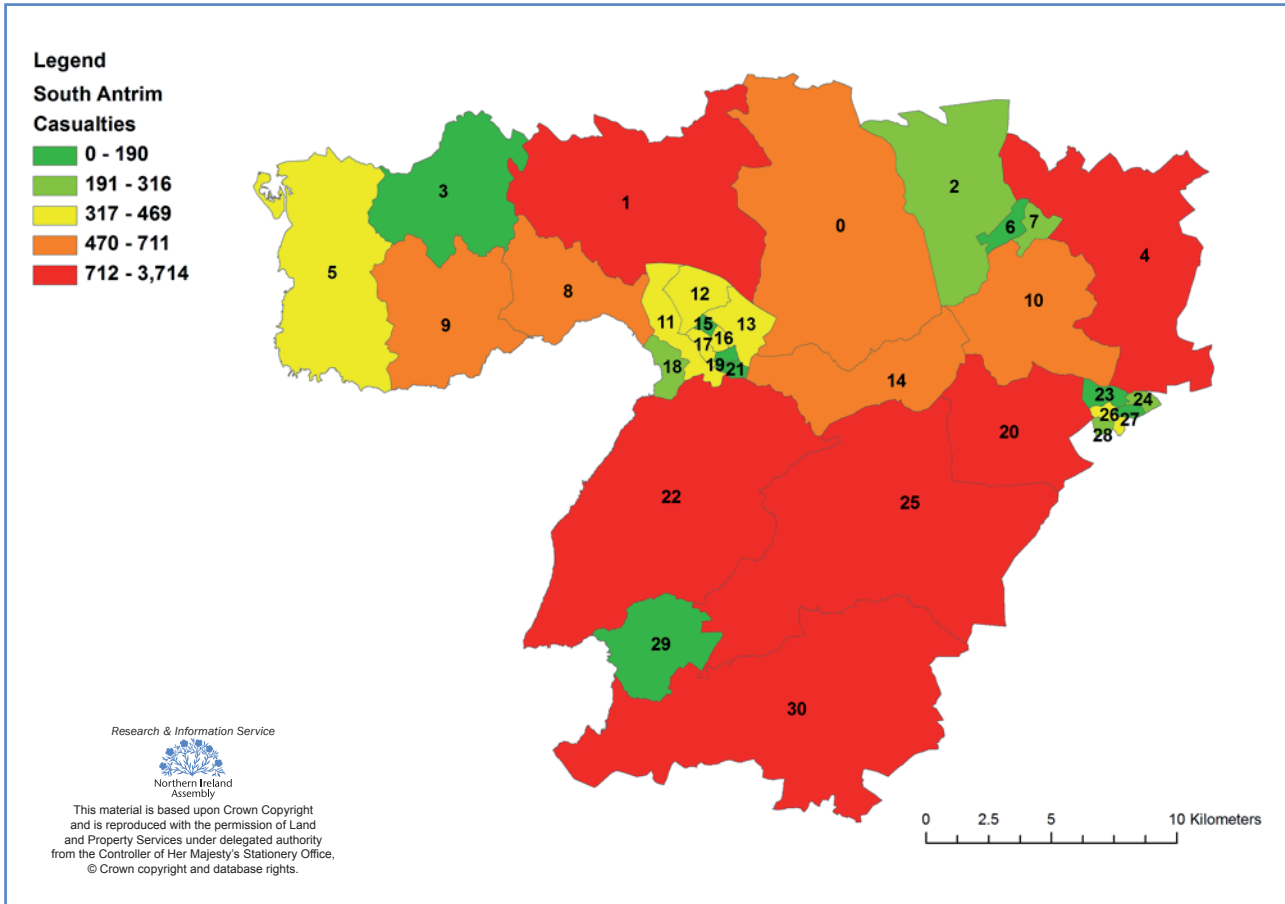 Legend
South Antrim
Casualties
0 - 190
191 - 316
317 - 469
470 - 711
712 - 3,714
3
1
0
2
6
7
4
5
9
8
12
11
15
13
16
17
18
19
21
10
14
23
24
26
27
28
20
22
25
29
30
Research & Information Service
Northern Ireland
Assembly
This material is based upon Crown Copyright
and is reproduced with the permission of Land
and Property Services under delegated authority
from the Controller of Her Majesty's Stationery Office,
© Crown copyright and database rights.
0 2.5 5 10 Kilometers